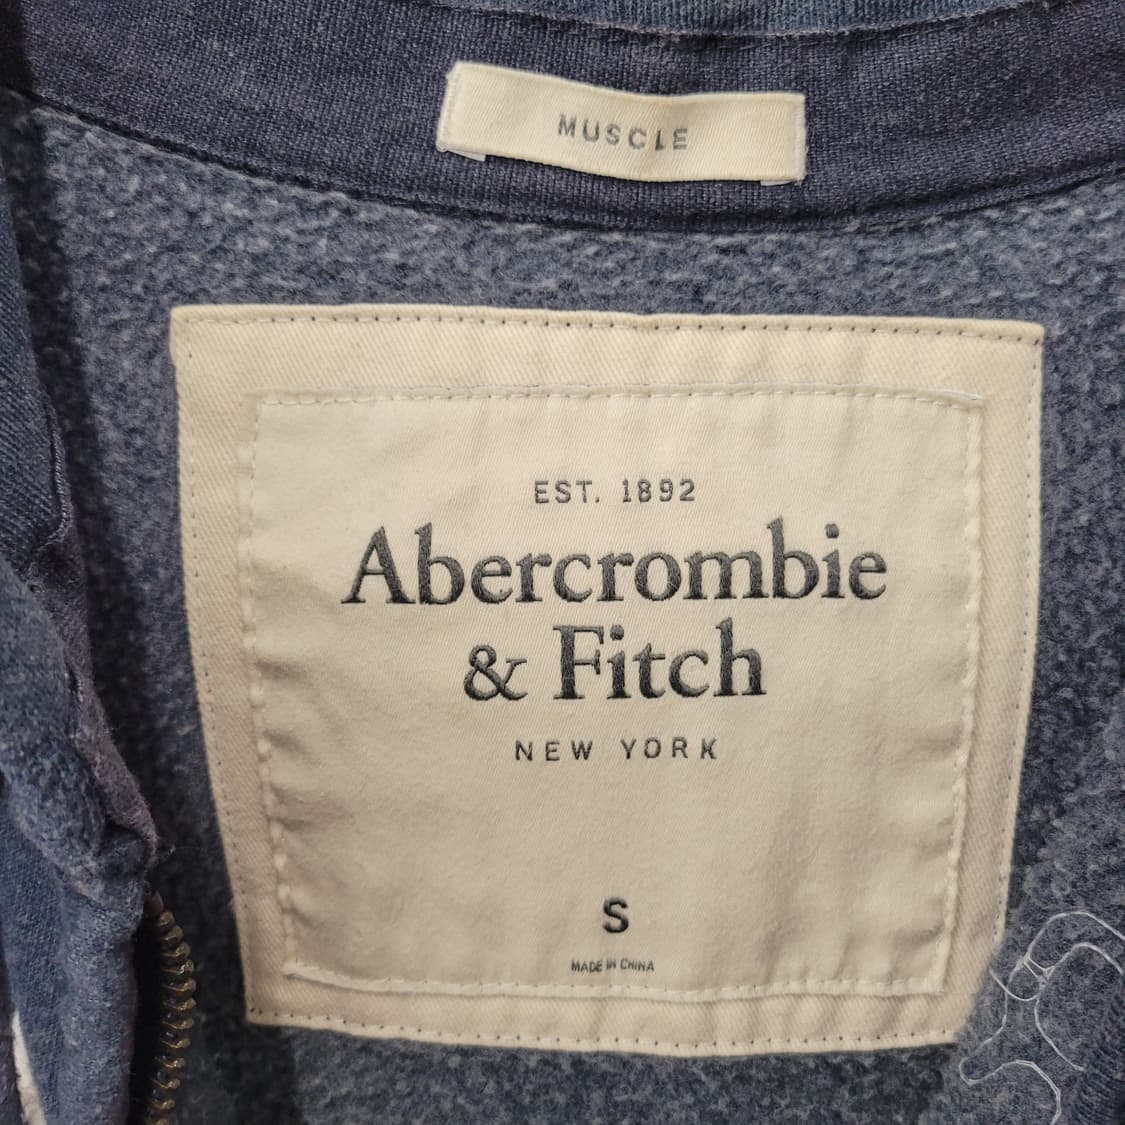 MUSCLE
EST. 1892
Abercrombie
& Fitch
NEW YORK
S
MADE IN CHINA